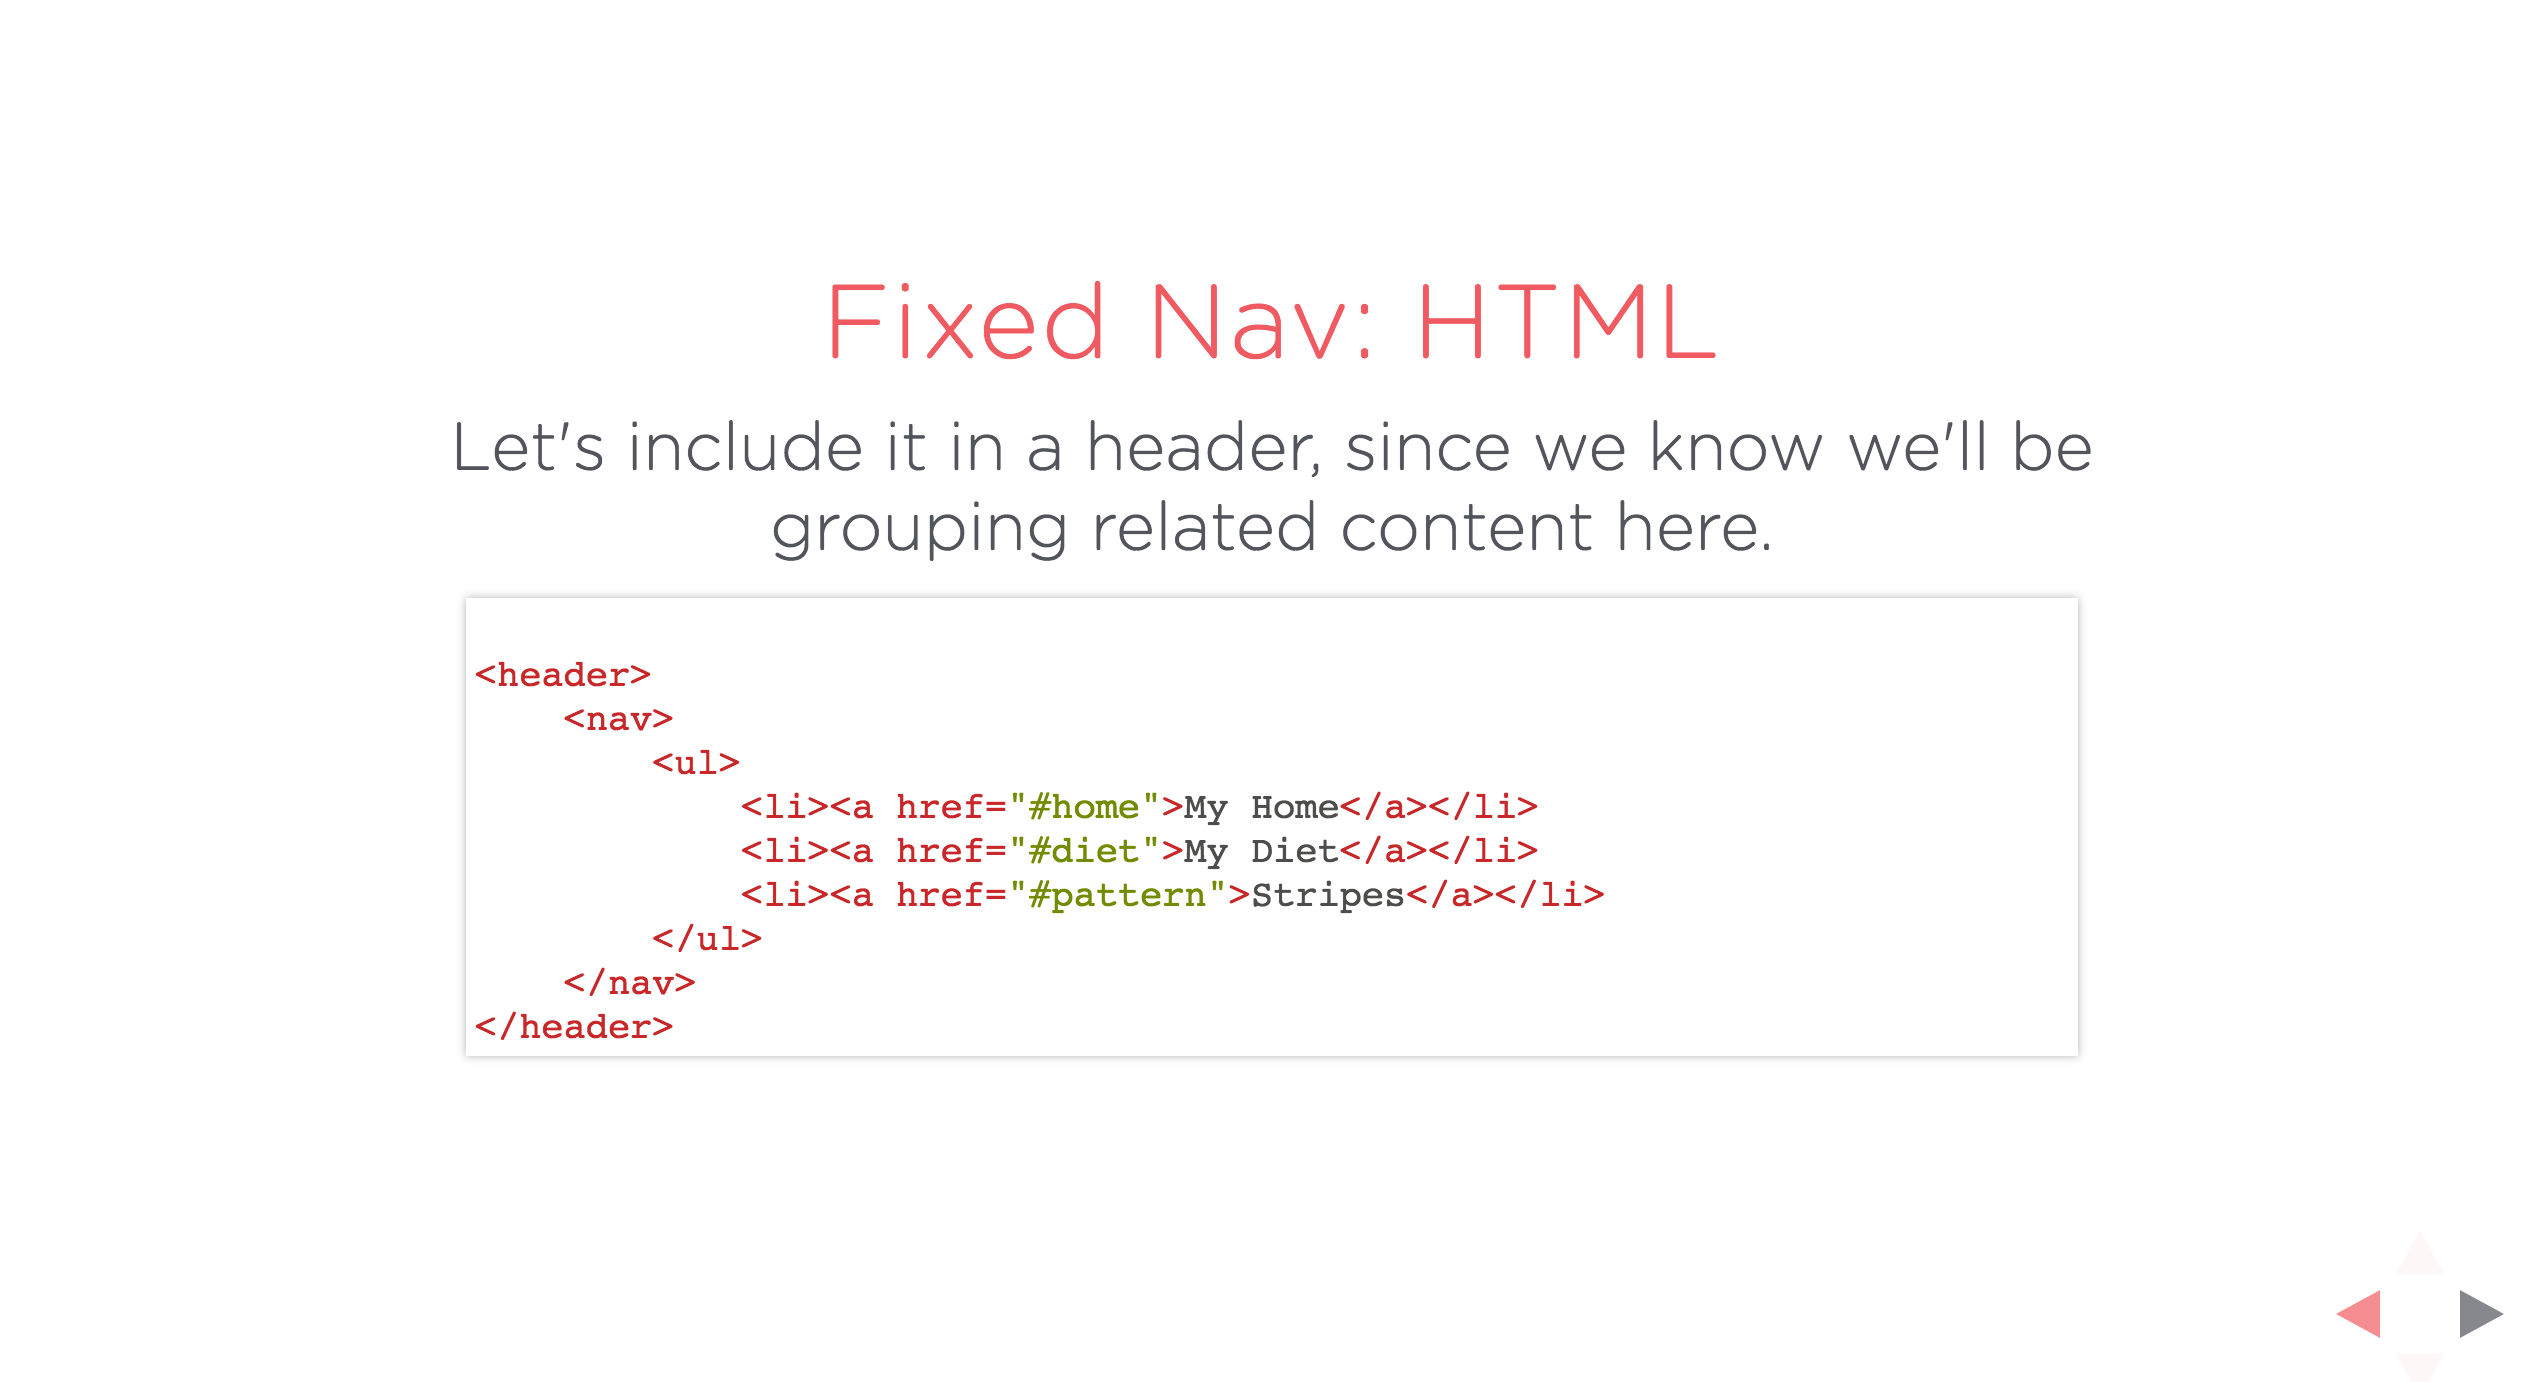 Fixed Nav: HTML
Let's include it in a header, since we know we'll be
grouping related content here.
<header>
    <nav>
        <ul>
            <li><a href="#home">My Home</a></li>
            <li><a href="#diet">My Diet</a></li>
            <li><a href="#pattern">Stripes</a></li>
        </ul>
    </nav>
</header>